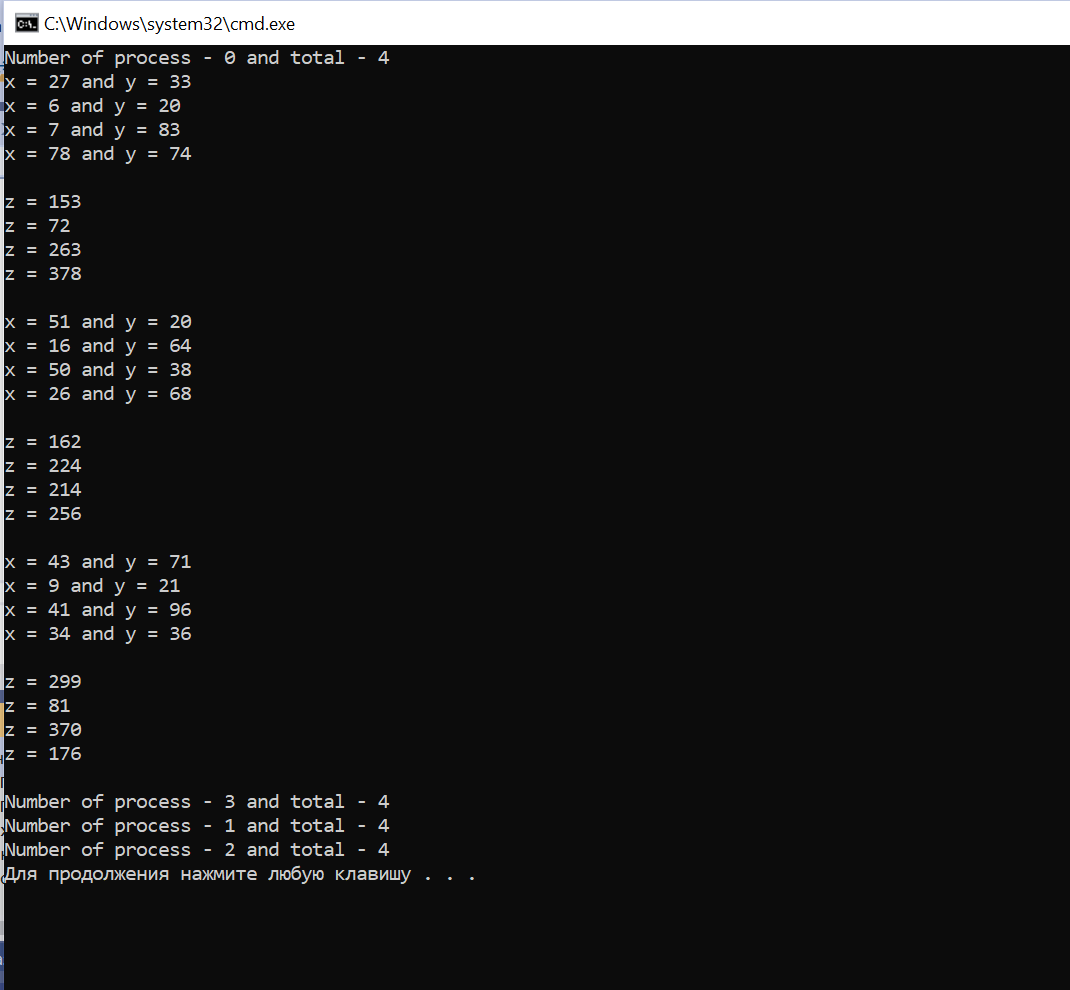 C:\Windows\system32\cmd.exe
Number of process - 0 and total - 4
x = 27 and y = 33
x = 6 and y = 20
x = 7 and y = 83
x = 78 and y = 74
z = 153
z = 72
z = 263
z = 378
x = 51 and y = 20
x = 16 and y = 64
x = 50 and y = 38
x = 26 and y = 68
z = 162
z = 224
z = 214
z = 256
x = 43 and y = 71
x = 9 and y = 21
x = 41 and y = 96
x = 34 and y = 36
z = 299
z = 81
z = 370
z = 176
Number of process - 3 and total - 4
Number of process - 1 and total - 4
Number of process - 2 and total - 4
Для продолжения нажмите любую клавишу . . .